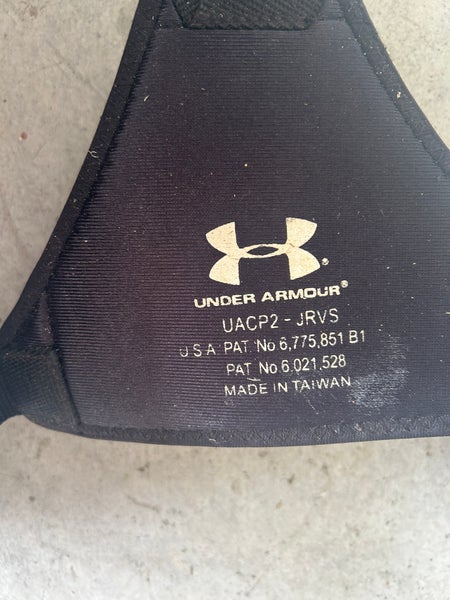 UNDER ARMOUR®
UACP2 - JRVS
U S A PAT. No 6,775,851 B1
PAT No 6.021,528
MADE IN TAIWAN